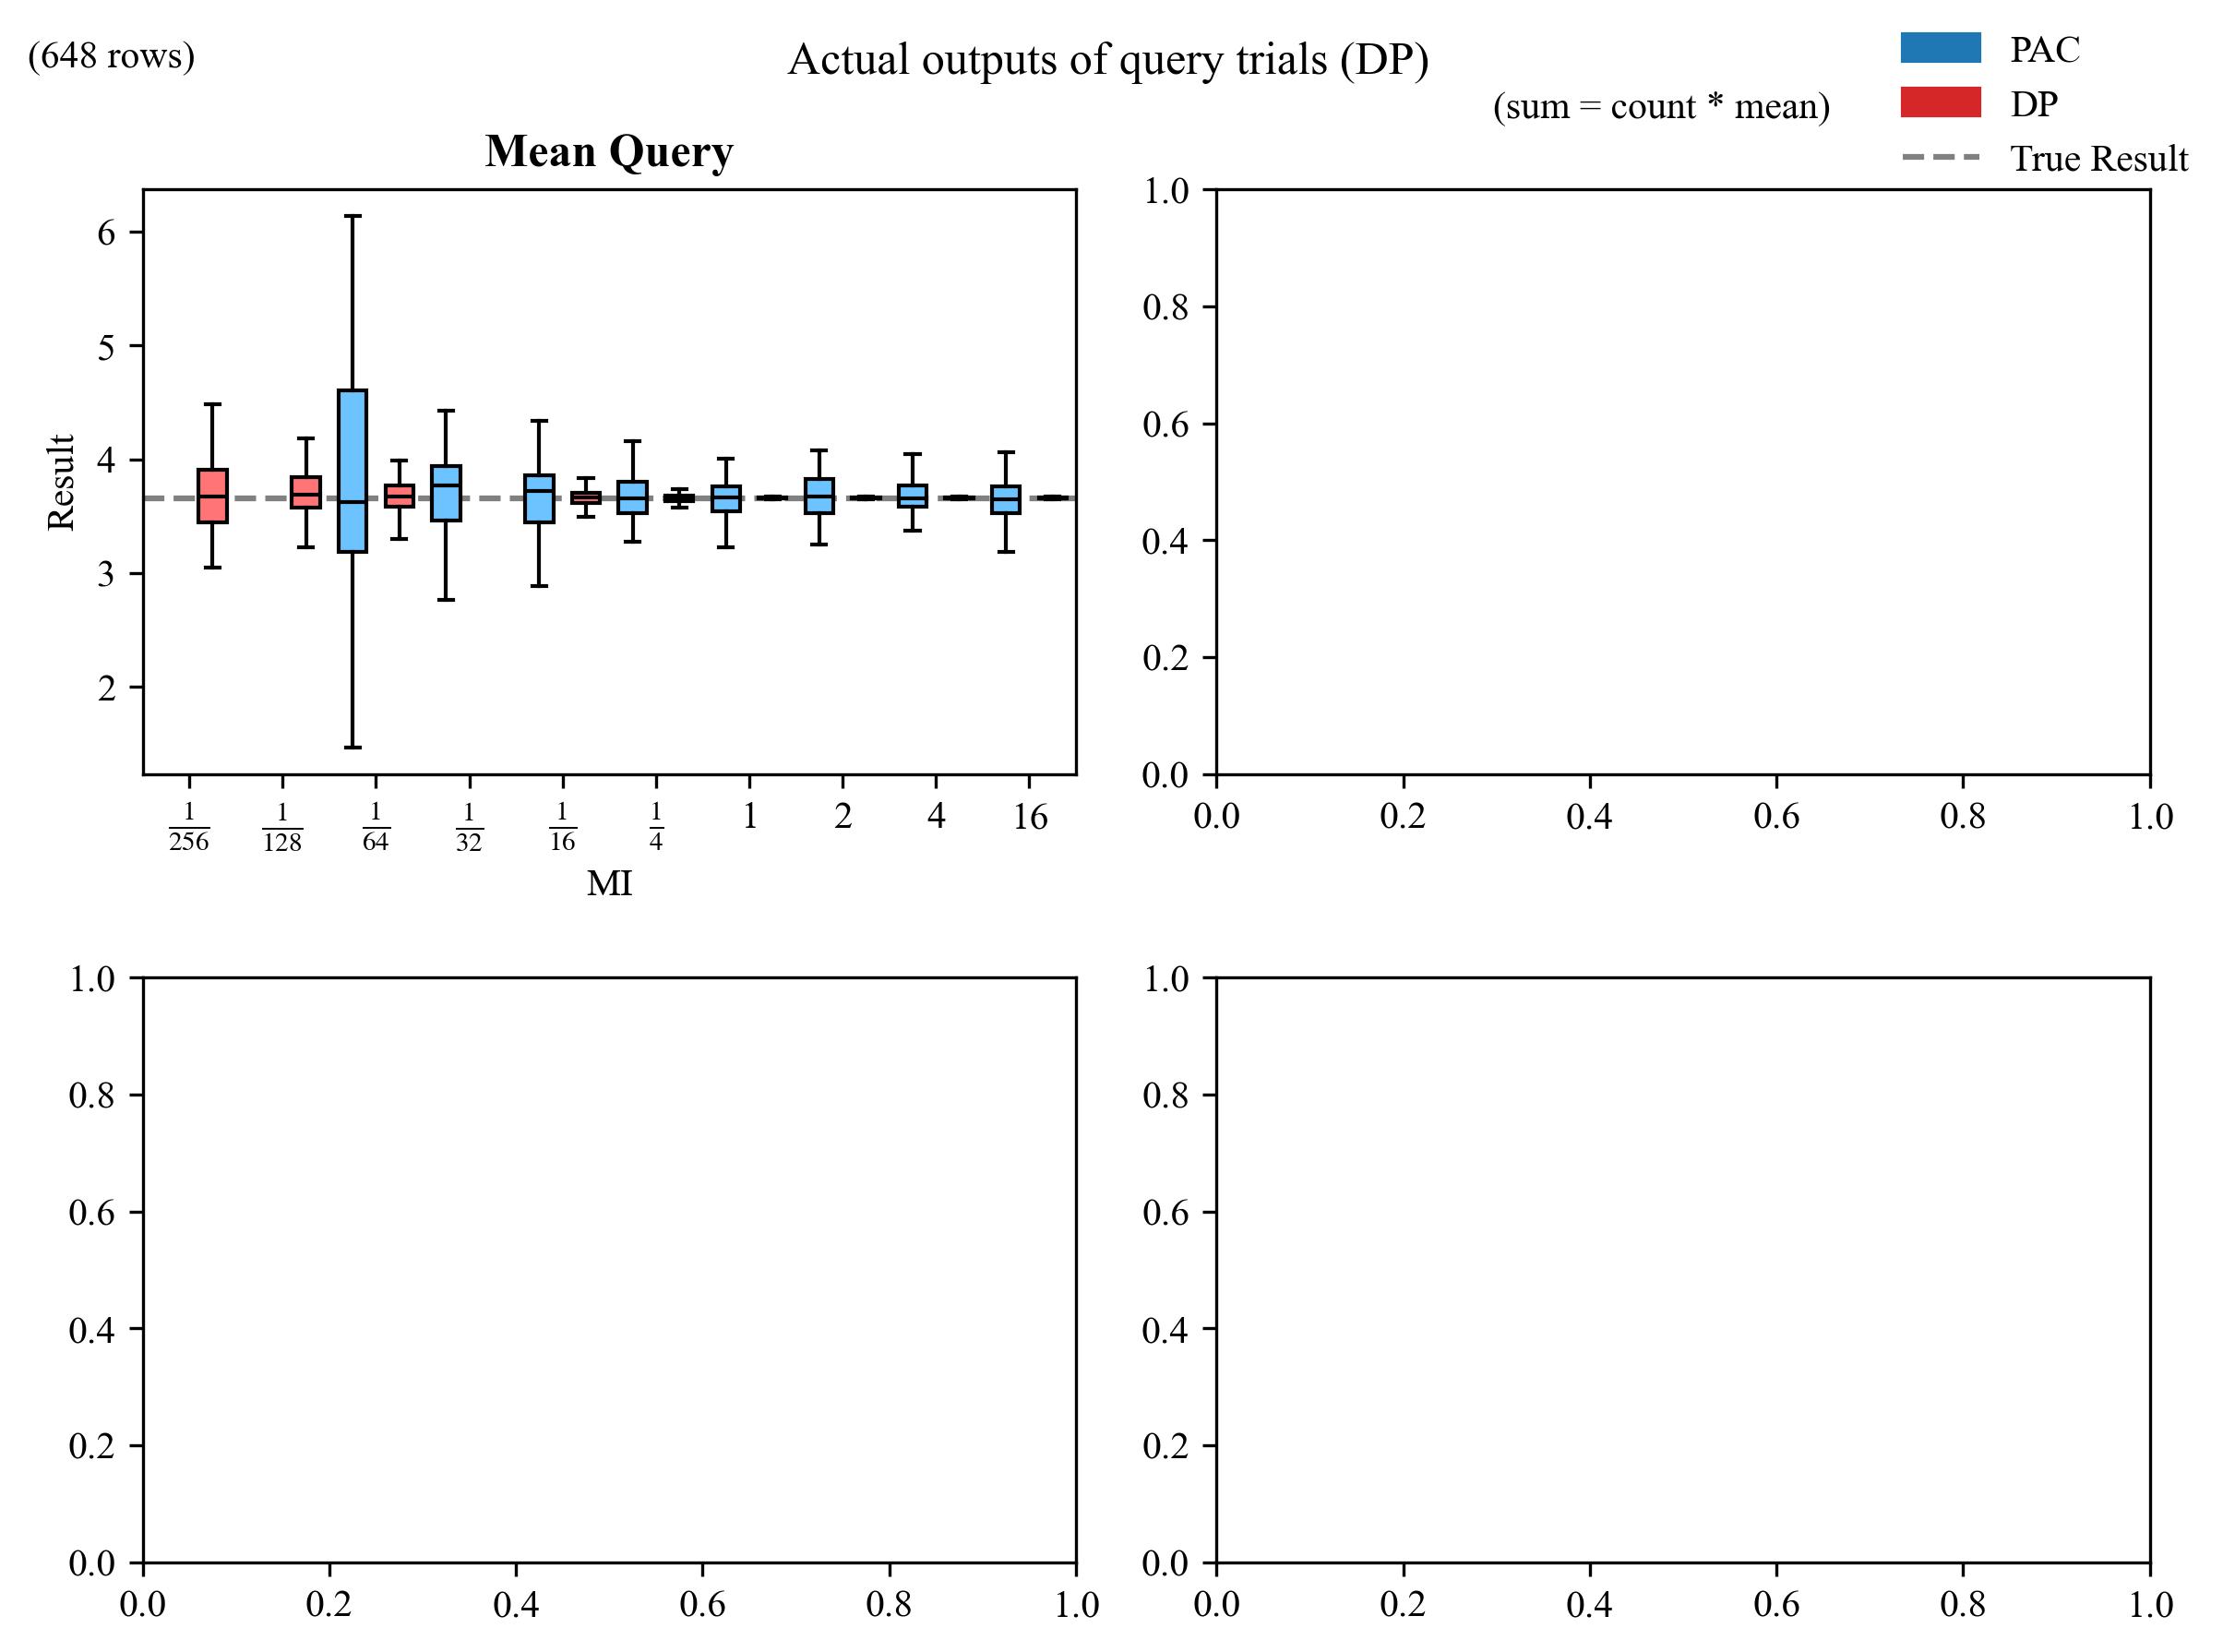 (648 rows)
Actual outputs of query trials (DP)
(sum = count * mean)
PAC
DP
True Result
Mean Query
Result
6
5
4
3
2
1/256 1/128 1/64 1/32 1/16 1/4 1 2 4 16
MI
1.0
0.8
0.6
0.4
0.2
0.0
0.0 0.2 0.4 0.6 0.8 1.0
1.0
0.8
0.6
0.4
0.2
0.0
0.0 0.2 0.4 0.6 0.8 1.0
1.0
0.8
0.6
0.4
0.2
0.0
0.0 0.2 0.4 0.6 0.8 1.0